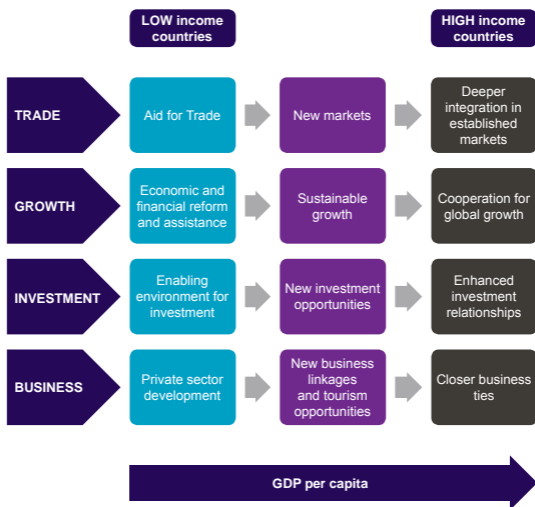 LOW income
countries
HIGH income
countries
TRADE
Aid for Trade
New markets
Deeper
integration in
established
markets
GROWTH
Economic and
financial reform
and assistance
Sustainable
growth
Cooperation for
global growth
INVESTMENT
Enabling
environment for
investment
New investment
opportunities
Enhanced
investment
relationships
BUSINESS
Private sector
development
New business
linkages
and tourism
opportunities
Closer business
ties
GDP per capita